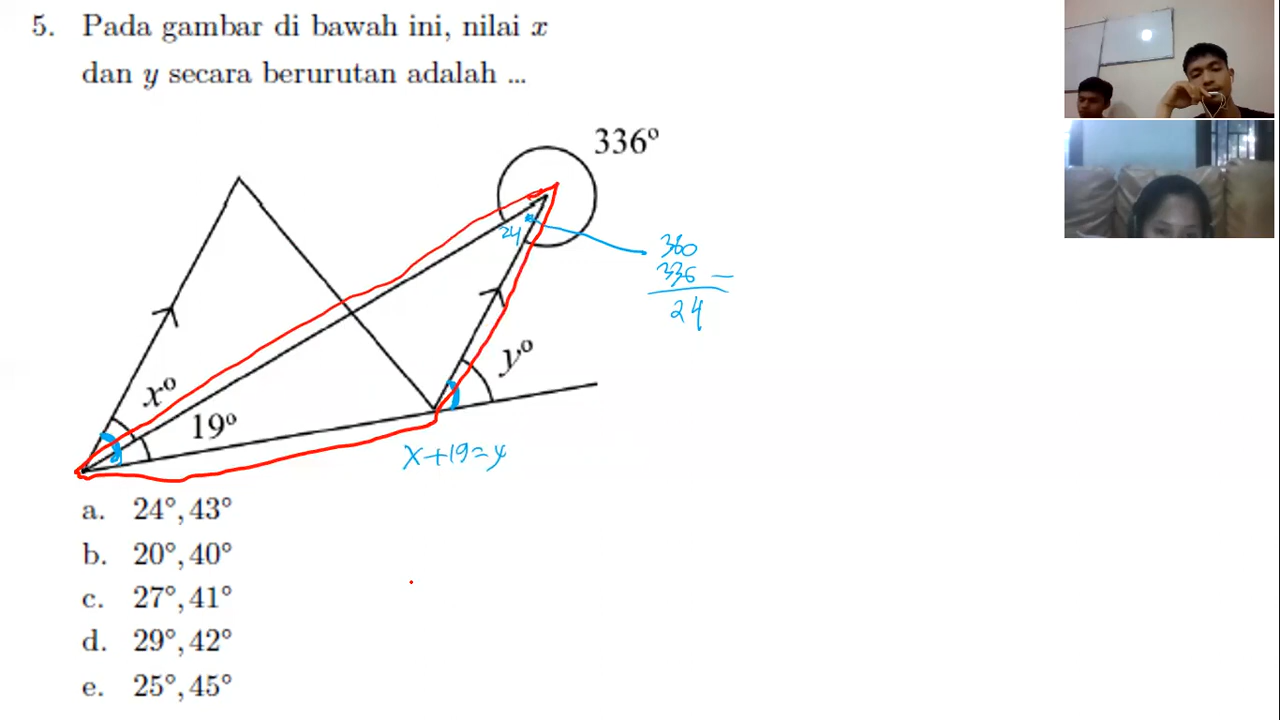 5. Pada gambar di bawah ini, nilai x
dan y secara berurutan adalah ...
336°
24
360
336 −
24
y°
x°
19°
x+19=y
a. 24°, 43°
b. 20°, 40°
c. 27°, 41°
d. 29°, 42°
e. 25°, 45°